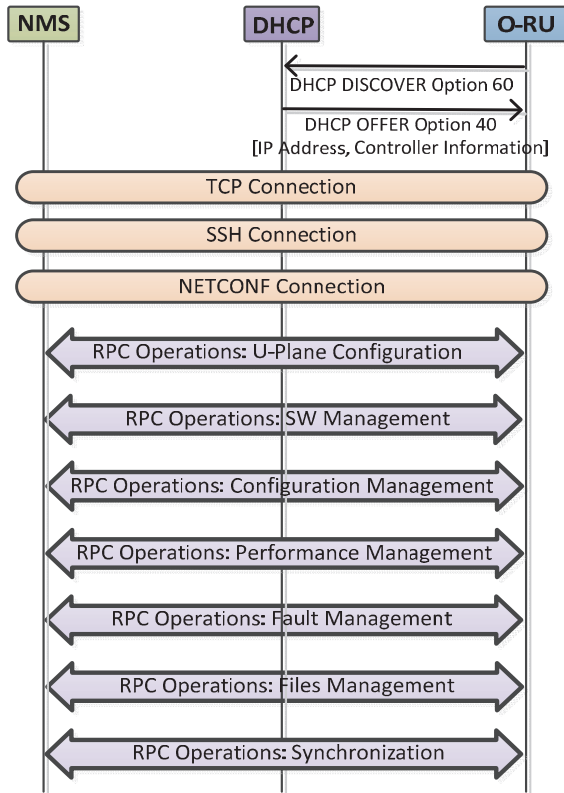 NMS DHCP O-RU
DHCP DISCOVER Option 60
DHCP OFFER Option 40
[IP Address, Controller Information]
TCP Connection
SSH Connection
NETCONF Connection
RPC Operations: U-Plane Configuration
RPC Operations: SW Management
RPC Operations: Configuration Management
RPC Operations: Performance Management
RPC Operations: Fault Management
RPC Operations: Files Management
RPC Operations: Synchronization